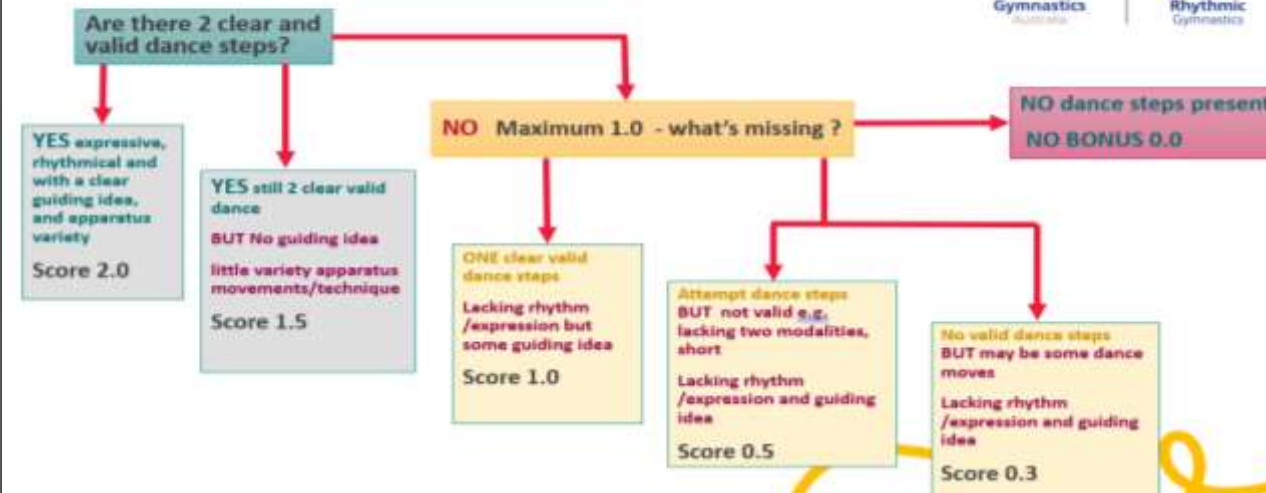 Gymnastics
Australia
Rhythmic
Gymnastics
Are there 2 clear and
valid dance steps?
YES expressive,
rhythmical and
with a clear
guiding idea,
and apparatus
variety
Score 2.0
YES still 2 clear valid
dance
BUT No guiding idea
little variety apparatus
movements/technique
Score 1.5
NO Maximum 1.0 - what's missing ?
NO dance steps present
NO BONUS 0.0
ONE clear valid
dance steps
Lacking rhythm
/expression but
some guiding idea
Score 1.0
Attempt dance steps
BUT not valid e.g.
lacking two modalities,
short
Lacking rhythm
/expression and guiding
idea
Score 0.5
No valid dance steps
BUT may be some dance
moves
Lacking rhythm
/expression and guiding
idea
Score 0.3